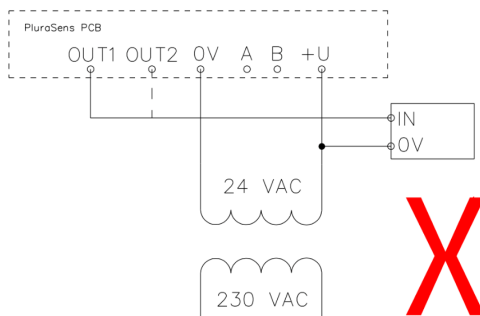 PluraSens PCB
OUT1 OUT2 0V A B +U
IN
0V
24 VAC
230 VAC
X